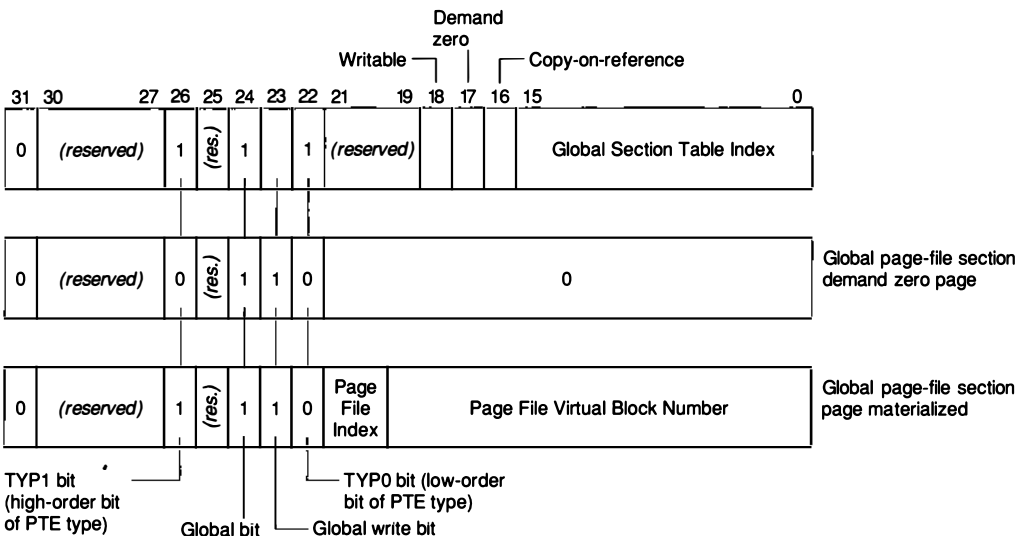 Demand
zero
Writable
Copy-on-reference
31 30 27 26 25 24 23 22 21 19 18 17 16 15 0
0 (reserved) 1 (res.) 1 1 (reserved) Global Section Table Index
0 (reserved) 0 (res.) 1 1 0 0
Global page-file section
demand zero page
0 (reserved) 1 (res.) 1 1 0
Page
File
Index
Page File Virtual Block Number
Global page-file section
page materialized
TYP1 bit
(high-order bit
of PTE type)
Global bit
Global write bit
TYP0 bit (low-order
bit of PTE type)